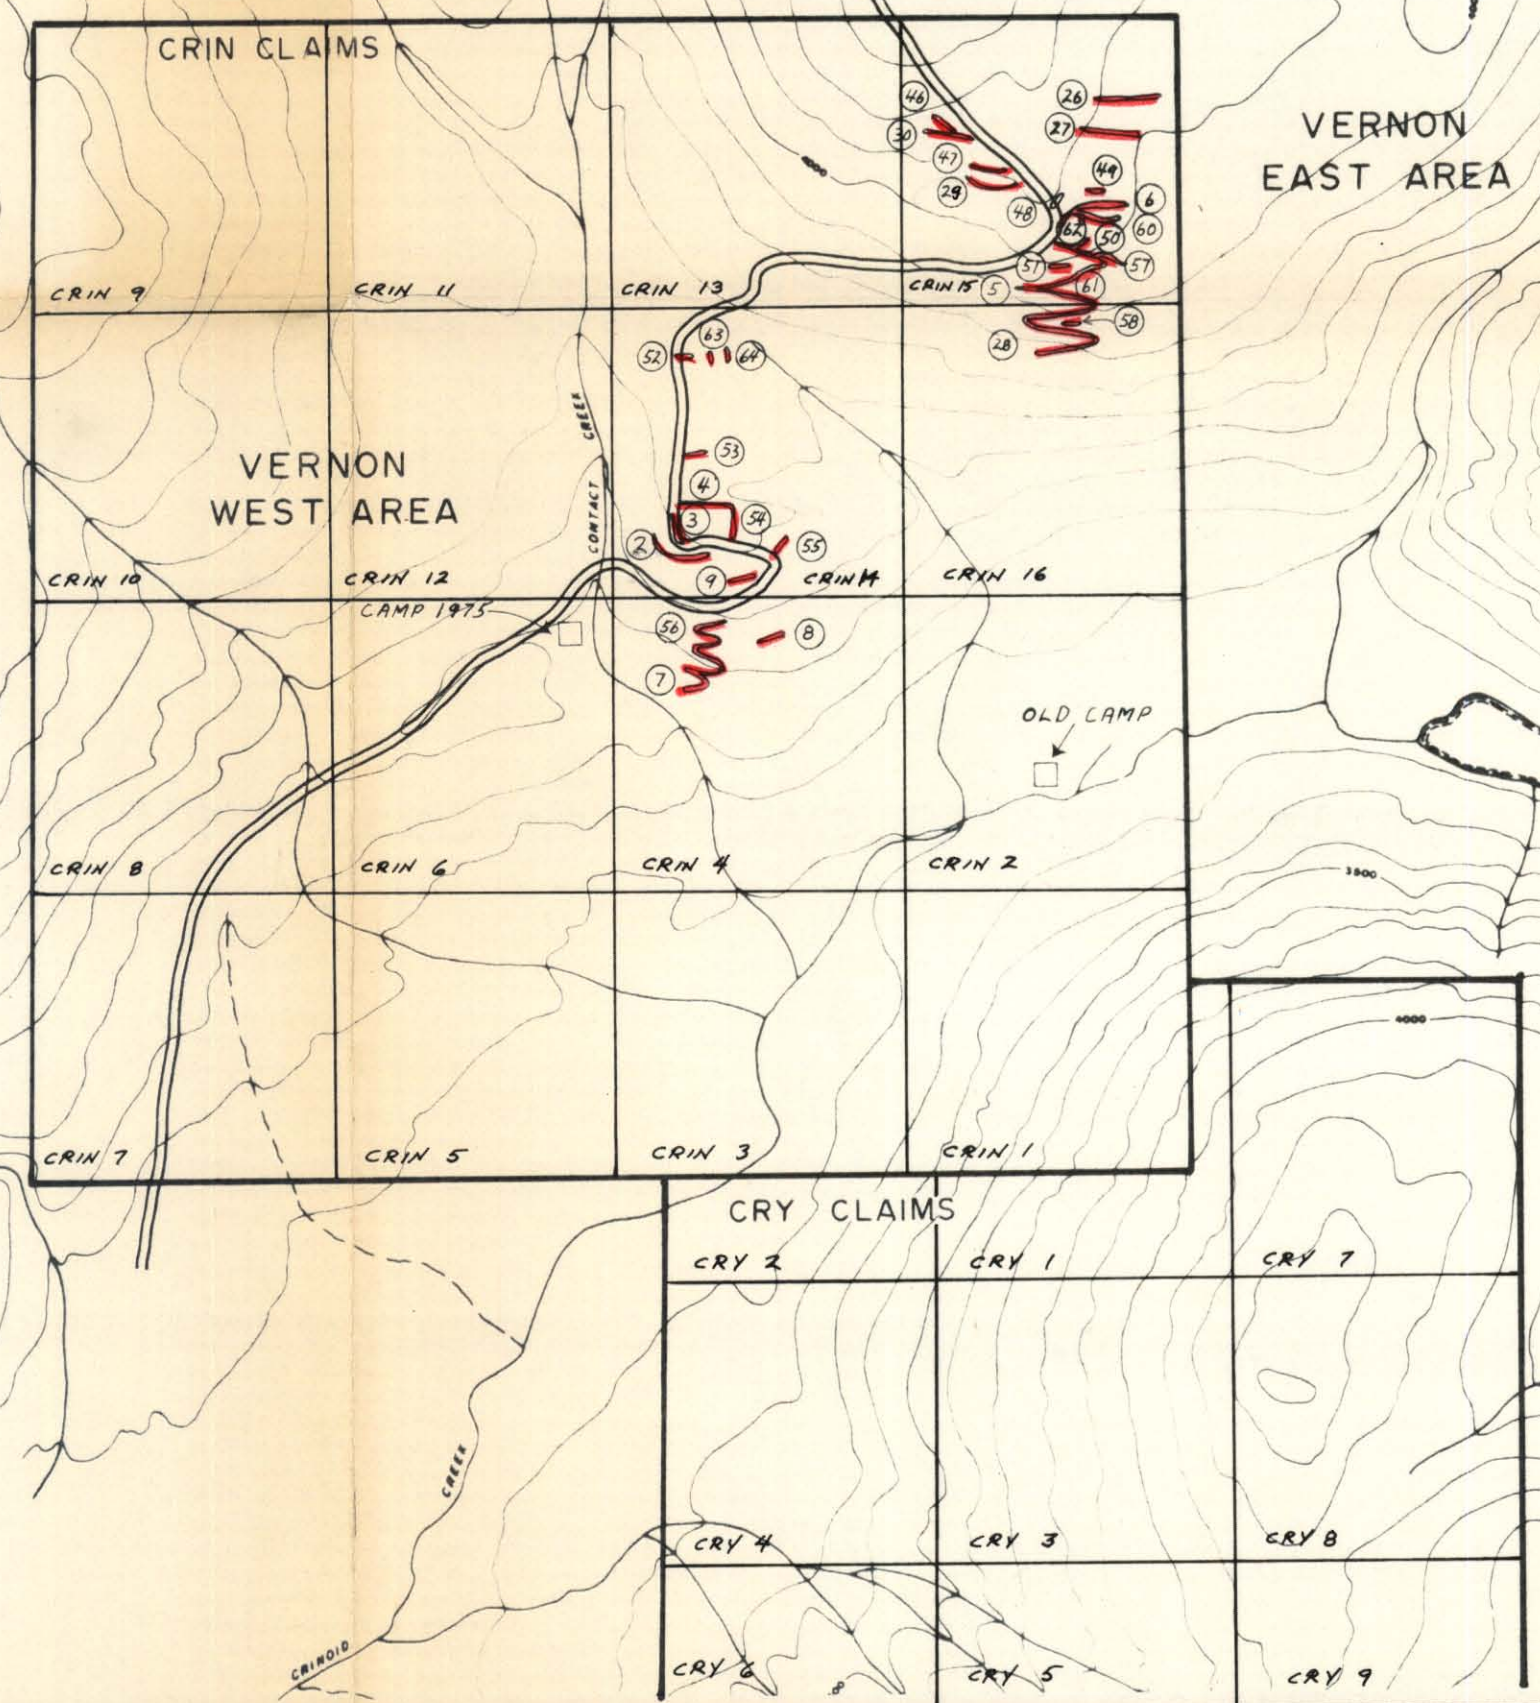 CRIN CLAIMS
VERNON
EAST AREA
46
26
30
27
47
49
29
48
6
62
50
60
51
57
CRIN 9
CRIN 11
CRIN 13
CRIN 15
5
61
58
28
63
52
64
4000
CREEK
53
VERNON
WEST AREA
4
3
54
2
55
CONTACT
9
CRIN 10
CRIN 12
CRIN 14
CRIN 16
CAMP 1975
56
8
7
OLD CAMP
CRIN 8
CRIN 6
CRIN 4
CRIN 2
3800
4000
CRIN 7
CRIN 5
CRIN 3
CRIN 1
CRY CLAIMS
CRY 2
CRY 1
CRY 7
CREEK
CRY 4
CRY 3
CRY 8
CRINOID
CRY 6
CRY 5
CRY 9